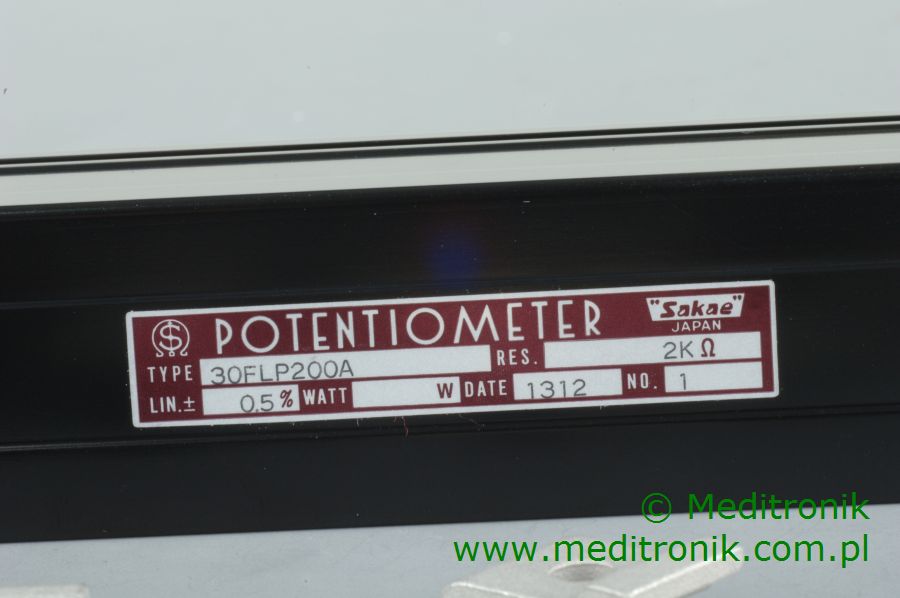 POTENTIOMETER "Sakae"
JAPAN
TYPE 30FLP200A RES. 2KΩ
LIN.± 0.5% WATT W DATE 1312 NO. 1
© Meditronik
www.meditronik.com.pl